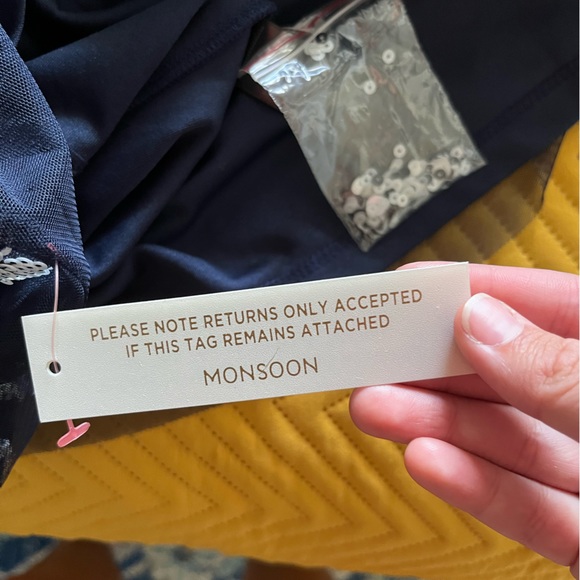 PLEASE NOTE RETURNS ONLY ACCEPTED
IF THIS TAG REMAINS ATTACHED
MONSOON